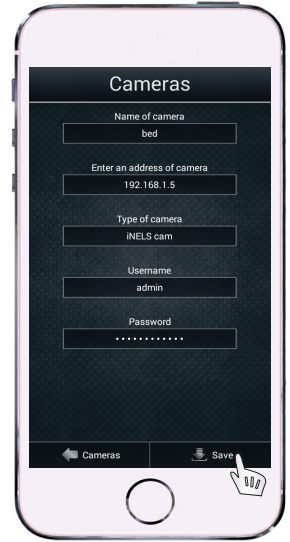 Cameras
Name of camera
bed
Enter an address of camera
192.168.1.5
Type of camera
iNELS cam
Username
admin
Password
••••••••••••
Cameras
Save